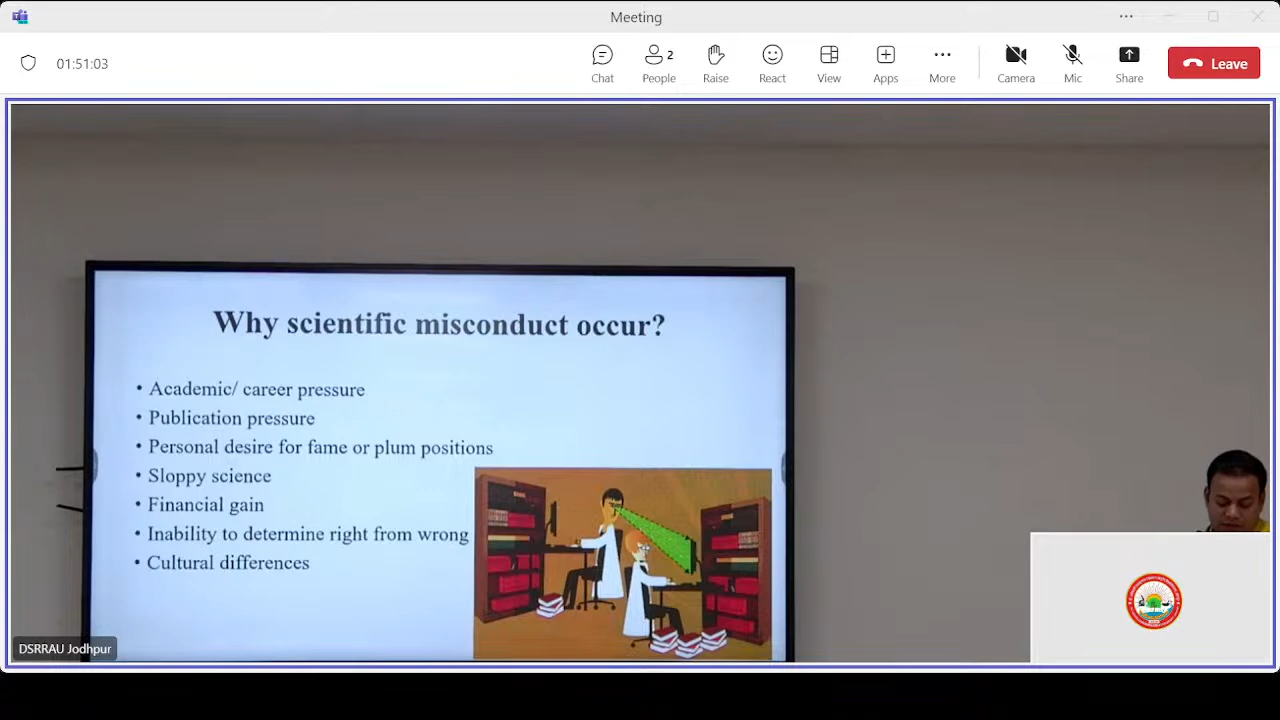 Meeting
01:51:03
Chat
People 2
Raise
React
View
Apps
More
Camera
Mic
Share
Leave
Why scientific misconduct occur?
• Academic/ career pressure
• Publication pressure
• Personal desire for fame or plum positions
• Sloppy science
• Financial gain
• Inability to determine right from wrong
• Cultural differences
DSRRAU Jodhpur